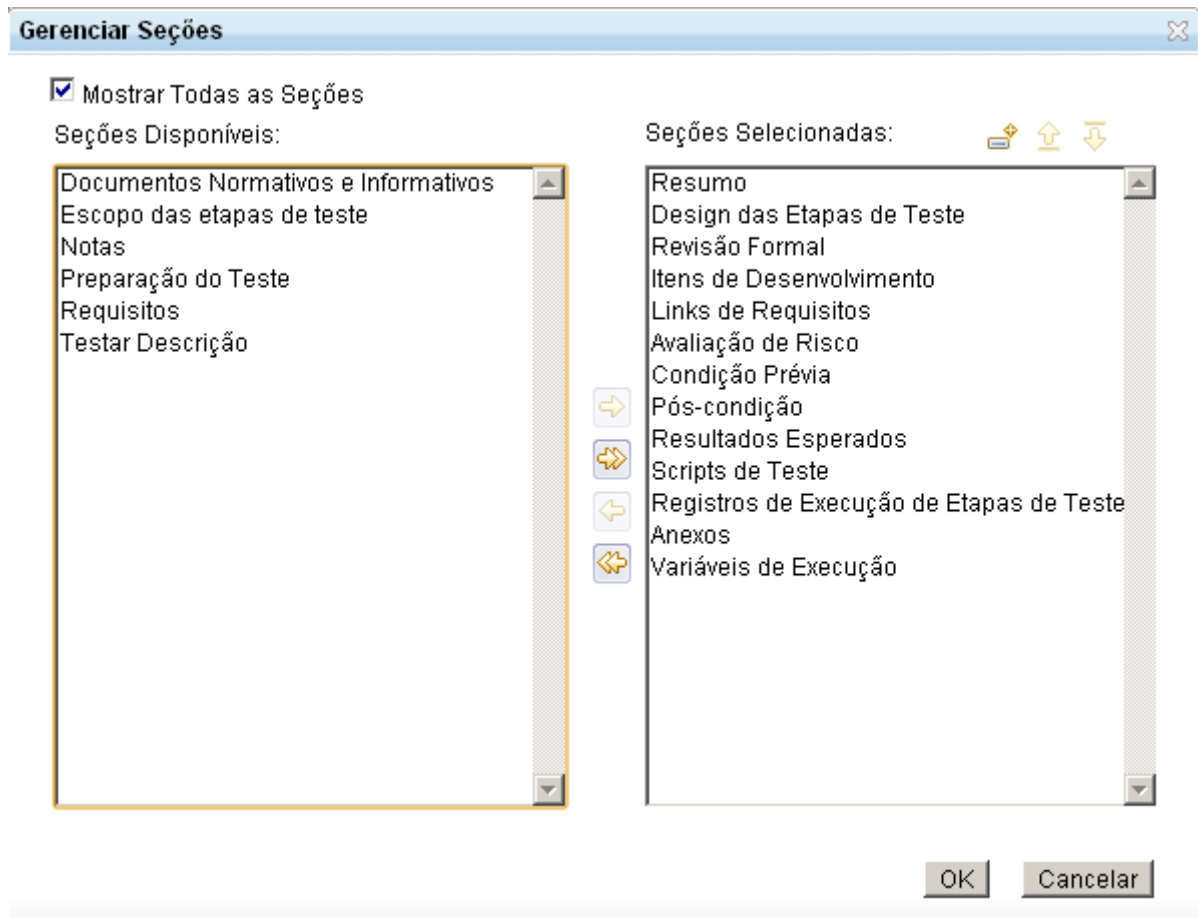 Gerenciar Seções
Mostrar Todas as Seções
Seções Disponíveis:
Documentos Normativos e Informativos
Escopo das etapas de teste
Notas
Preparação do Teste
Requisitos
Testar Descrição
Seções Selecionadas:
Resumo
Design das Etapas de Teste
Revisão Formal
Itens de Desenvolvimento
Links de Requisitos
Avaliação de Risco
Condição Prévia
Pós-condição
Resultados Esperados
Scripts de Teste
Registros de Execução de Etapas de Teste
Anexos
Variáveis de Execução
OK
Cancelar